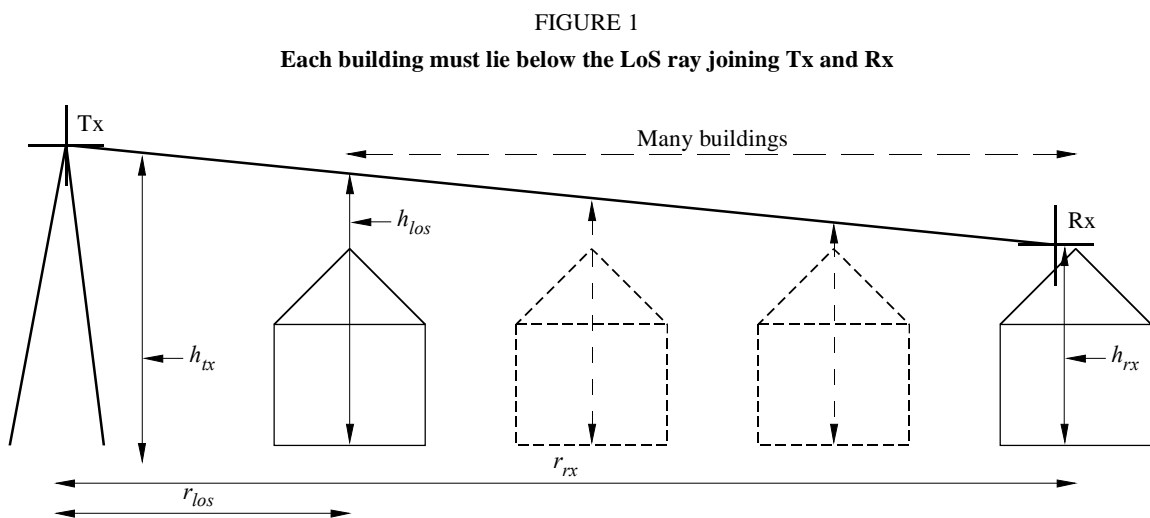 FIGURE 1
Each building must lie below the LoS ray joining Tx and Rx
Tx
Many buildings
h_los
Rx
h_tx
h_rx
r_rx
r_los